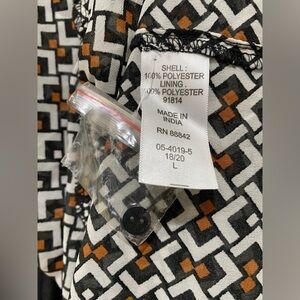 SHELL:
100% POLYESTER
LINING:
100% POLYESTER
91814
MADE IN
INDIA
RN 88842
05-4019-5
18/20
L